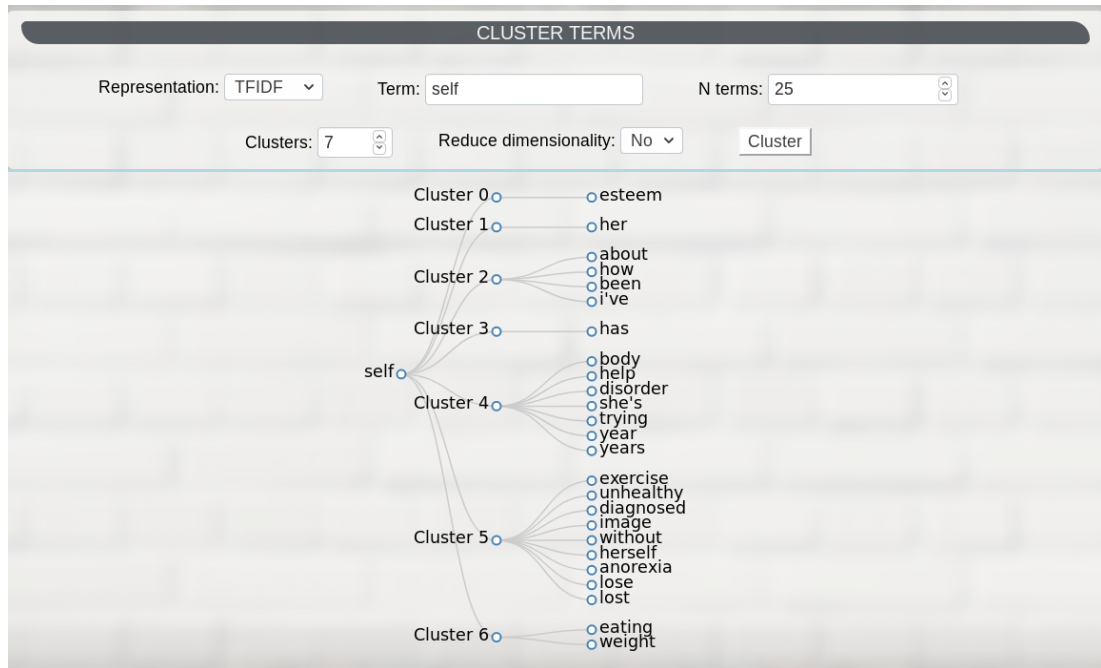 CLUSTER TERMS
Representation: TFIDF Term: self N terms: 25
Clusters: 7 Reduce dimensionality: No Cluster
Cluster 0 esteem
Cluster 1 her
about
how
Cluster 2
been
i've
Cluster 3 has
body
help
self
disorder
Cluster 4 she's
trying
year
years
exercise
unhealthy
diagnosed
image
Cluster 5 without
herself
anorexia
lose
lost
eating
Cluster 6
weight